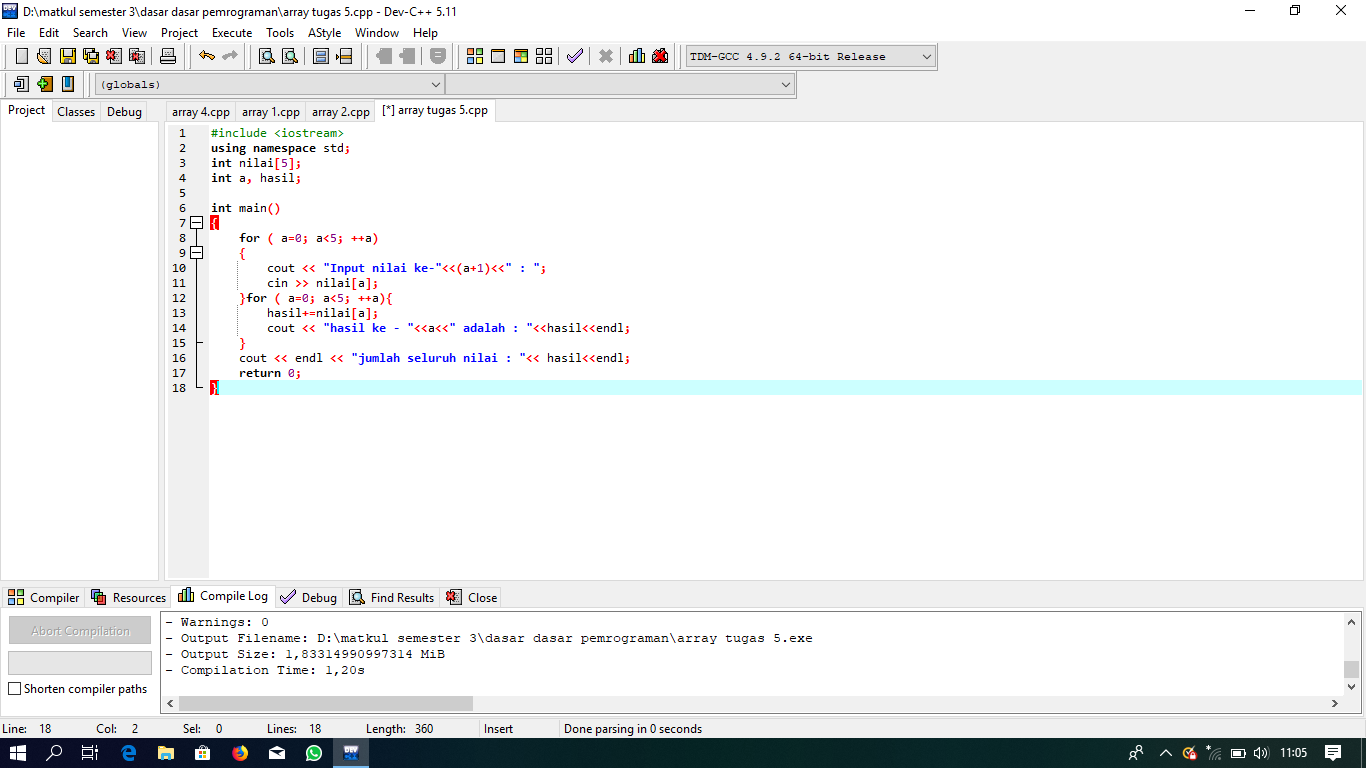 D:\matkul semester 3\dasar dasar pemrograman\array tugas 5.cpp - Dev-C++ 5.11
File Edit Search View Project Execute Tools AStyle Window Help
TDM-GCC 4.9.2 64-bit Release
(globals)
Project Classes Debug array 4.cpp array 1.cpp array 2.cpp [*] array tugas 5.cpp
1 #include <iostream>
2 using namespace std;
3 int nilai[5];
4 int a, hasil;
5
6 int main()
7 {
8 for ( a=0; a<5; ++a)
9 {
10 cout << "Input nilai ke-"<<(a+1)<<" : ";
11 cin >> nilai[a];
12 }for ( a=0; a<5; ++a){
13 hasil+=nilai[a];
14 cout << "hasil ke - "<<a<<" adalah : "<<hasil<<endl;
15 }
16 cout << endl << "jumlah seluruh nilai : "<< hasil<<endl;
17 return 0;
18 }
Compiler Resources Compile Log Debug Find Results Close
Abort Compilation
Shorten compiler paths
- Warnings: 0
- Output Filename: D:\matkul semester 3\dasar dasar pemrograman\array tugas 5.exe
- Output Size: 1,83314990997314 MiB
- Compilation Time: 1,20s
Line: 18 Col: 2 Sel: 0 Lines: 18 Length: 360 Insert Done parsing in 0 seconds
11:05